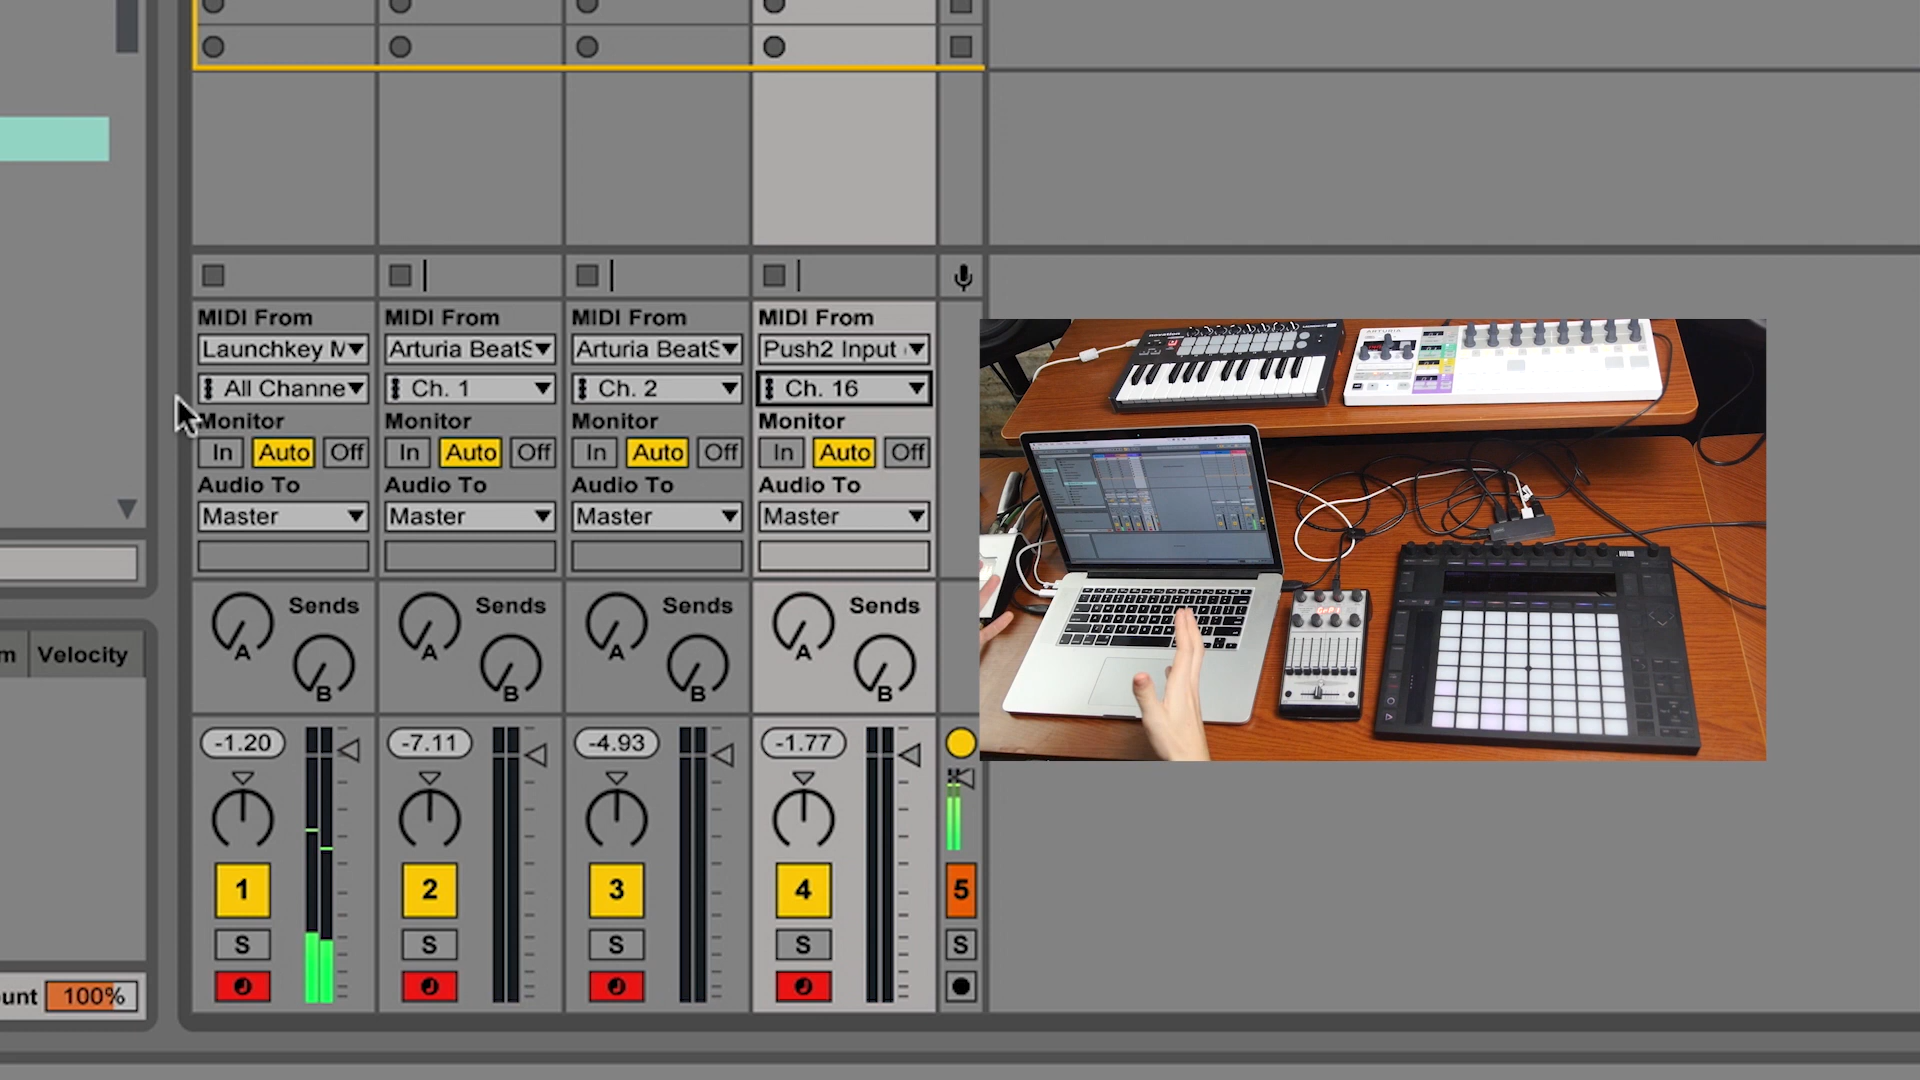 MIDI From MIDI From MIDI From MIDI From
Launchkey M Arturia BeatS Arturia BeatS Push2 Input
All Channe Ch. 1 Ch. 2 Ch. 16
Monitor Monitor Monitor Monitor
In Auto Off In Auto Off In Auto Off In Auto Off
Audio To Audio To Audio To Audio To
Master Master Master Master
Sends Sends Sends Sends
A A A A
B B B B
m Velocity
-1.20 -7.11 -4.93 -1.77
1 2 3 4 5
S S S S S
unt 100%
novation
ARTURIA